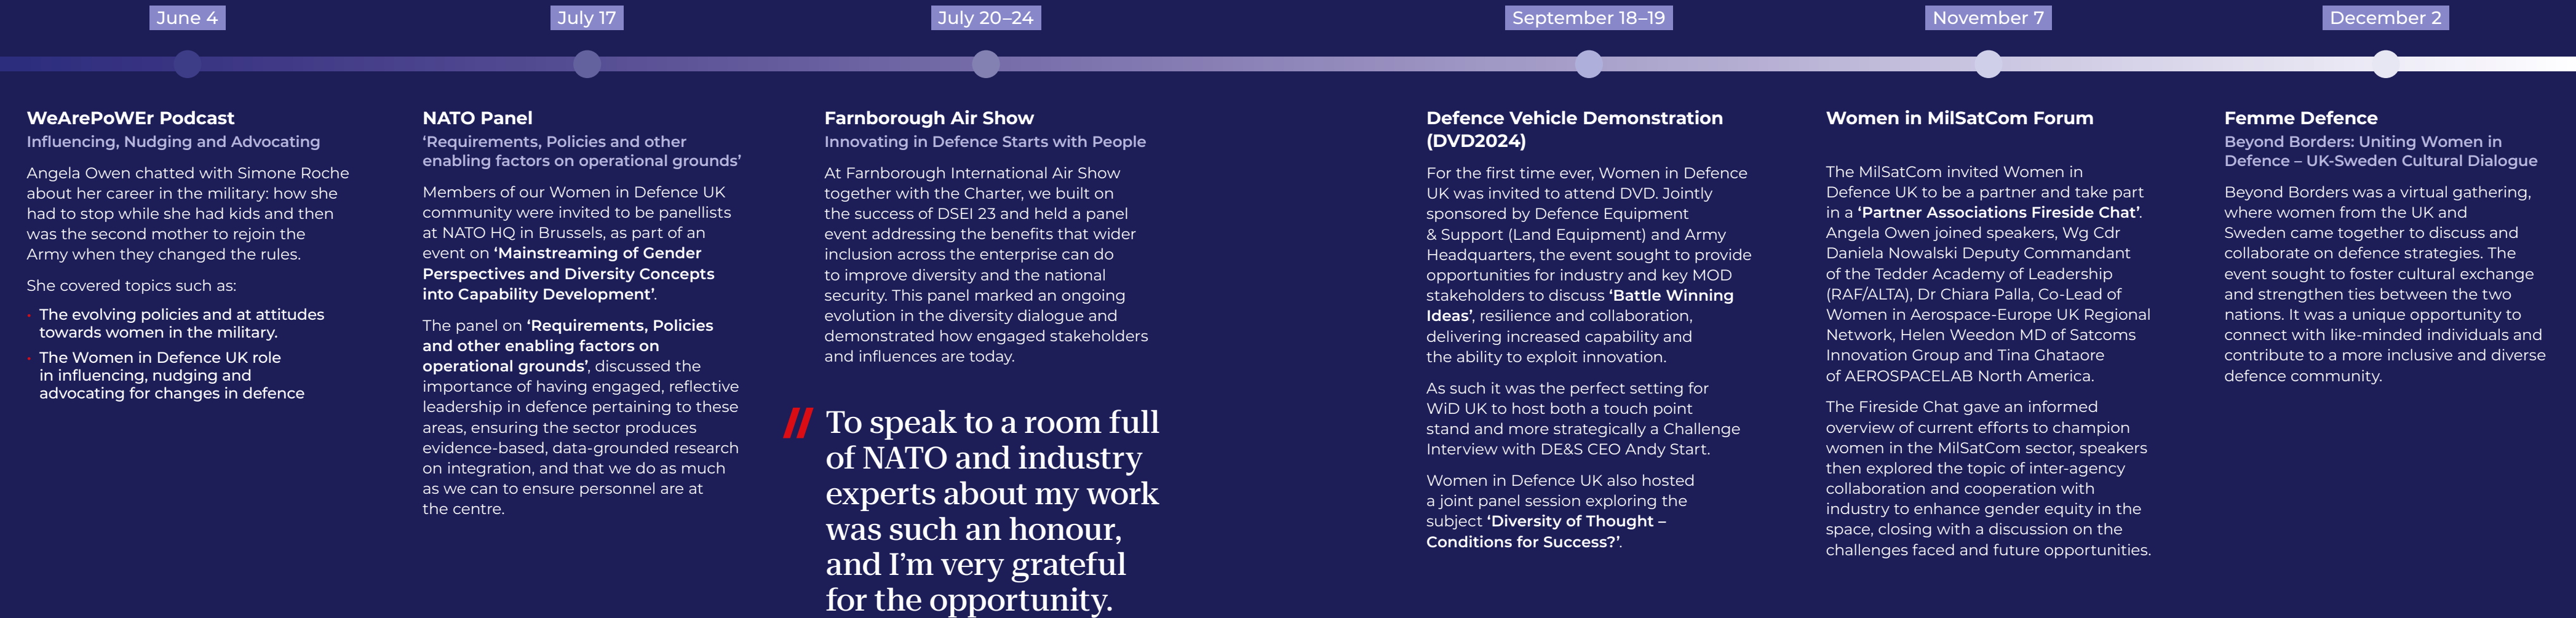 June 4
WeArePoWEr Podcast
Influencing, Nudging and Advocating
Angela Owen chatted with Simone Roche
about her career in the military: how she
had to stop while she had kids and then
was the second mother to rejoin the
Army when they changed the rules.
She covered topics such as:
• The evolving policies and at attitudes
towards women in the military.
• The Women in Defence UK role
in influencing, nudging and
advocating for changes in defence
July 17
NATO Panel
‘Requirements, Policies and other
enabling factors on operational grounds’
Members of our Women in Defence UK
community were invited to be panellists
at NATO HQ in Brussels, as part of an
event on ‘Mainstreaming of Gender
Perspectives and Diversity Concepts
into Capability Development’.
The panel on ‘Requirements, Policies
and other enabling factors on
operational grounds’, discussed the
importance of having engaged, reflective
leadership in defence pertaining to these
areas, ensuring the sector produces
evidence-based, data-grounded research
on integration, and that we do as much
as we can to ensure personnel are at
the centre.
July 20–24
Farnborough Air Show
Innovating in Defence Starts with People
At Farnborough International Air Show
together with the Charter, we built on
the success of DSEI 23 and held a panel
event addressing the benefits that wider
inclusion across the enterprise can do
to improve diversity and the national
security. This panel marked an ongoing
evolution in the diversity dialogue and
demonstrated how engaged stakeholders
and influences are today.
To speak to a room full
of NATO and industry
experts about my work
was such an honour,
and I’m very grateful
for the opportunity.
September 18–19
Defence Vehicle Demonstration
(DVD2024)
For the first time ever, Women in Defence
UK was invited to attend DVD. Jointly
sponsored by Defence Equipment
& Support (Land Equipment) and Army
Headquarters, the event sought to provide
opportunities for industry and key MOD
stakeholders to discuss ‘Battle Winning
Ideas’, resilience and collaboration,
delivering increased capability and
the ability to exploit innovation.
As such it was the perfect setting for
WiD UK to host both a touch point
stand and more strategically a Challenge
Interview with DE&S CEO Andy Start.
Women in Defence UK also hosted
a joint panel session exploring the
subject ‘Diversity of Thought –
Conditions for Success?’.
November 7
Women in MilSatCom Forum
The MilSatCom invited Women in
Defence UK to be a partner and take part
in a ‘Partner Associations Fireside Chat’.
Angela Owen joined speakers, Wg Cdr
Daniela Nowalski Deputy Commandant
of the Tedder Academy of Leadership
(RAF/ALTA), Dr Chiara Palla, Co-Lead of
Women in Aerospace-Europe UK Regional
Network, Helen Weedon MD of Satcoms
Innovation Group and Tina Ghataore
of AEROSPACELAB North America.
The Fireside Chat gave an informed
overview of current efforts to champion
women in the MilSatCom sector, speakers
then explored the topic of inter-agency
collaboration and cooperation with
industry to enhance gender equity in the
space, closing with a discussion on the
challenges faced and future opportunities.
December 2
Femme Defence
Beyond Borders: Uniting Women in
Defence – UK-Sweden Cultural Dialogue
Beyond Borders was a virtual gathering,
where women from the UK and
Sweden came together to discuss and
collaborate on defence strategies. The
event sought to foster cultural exchange
and strengthen ties between the two
nations. It was a unique opportunity to
connect with like-minded individuals and
contribute to a more inclusive and diverse
defence community.